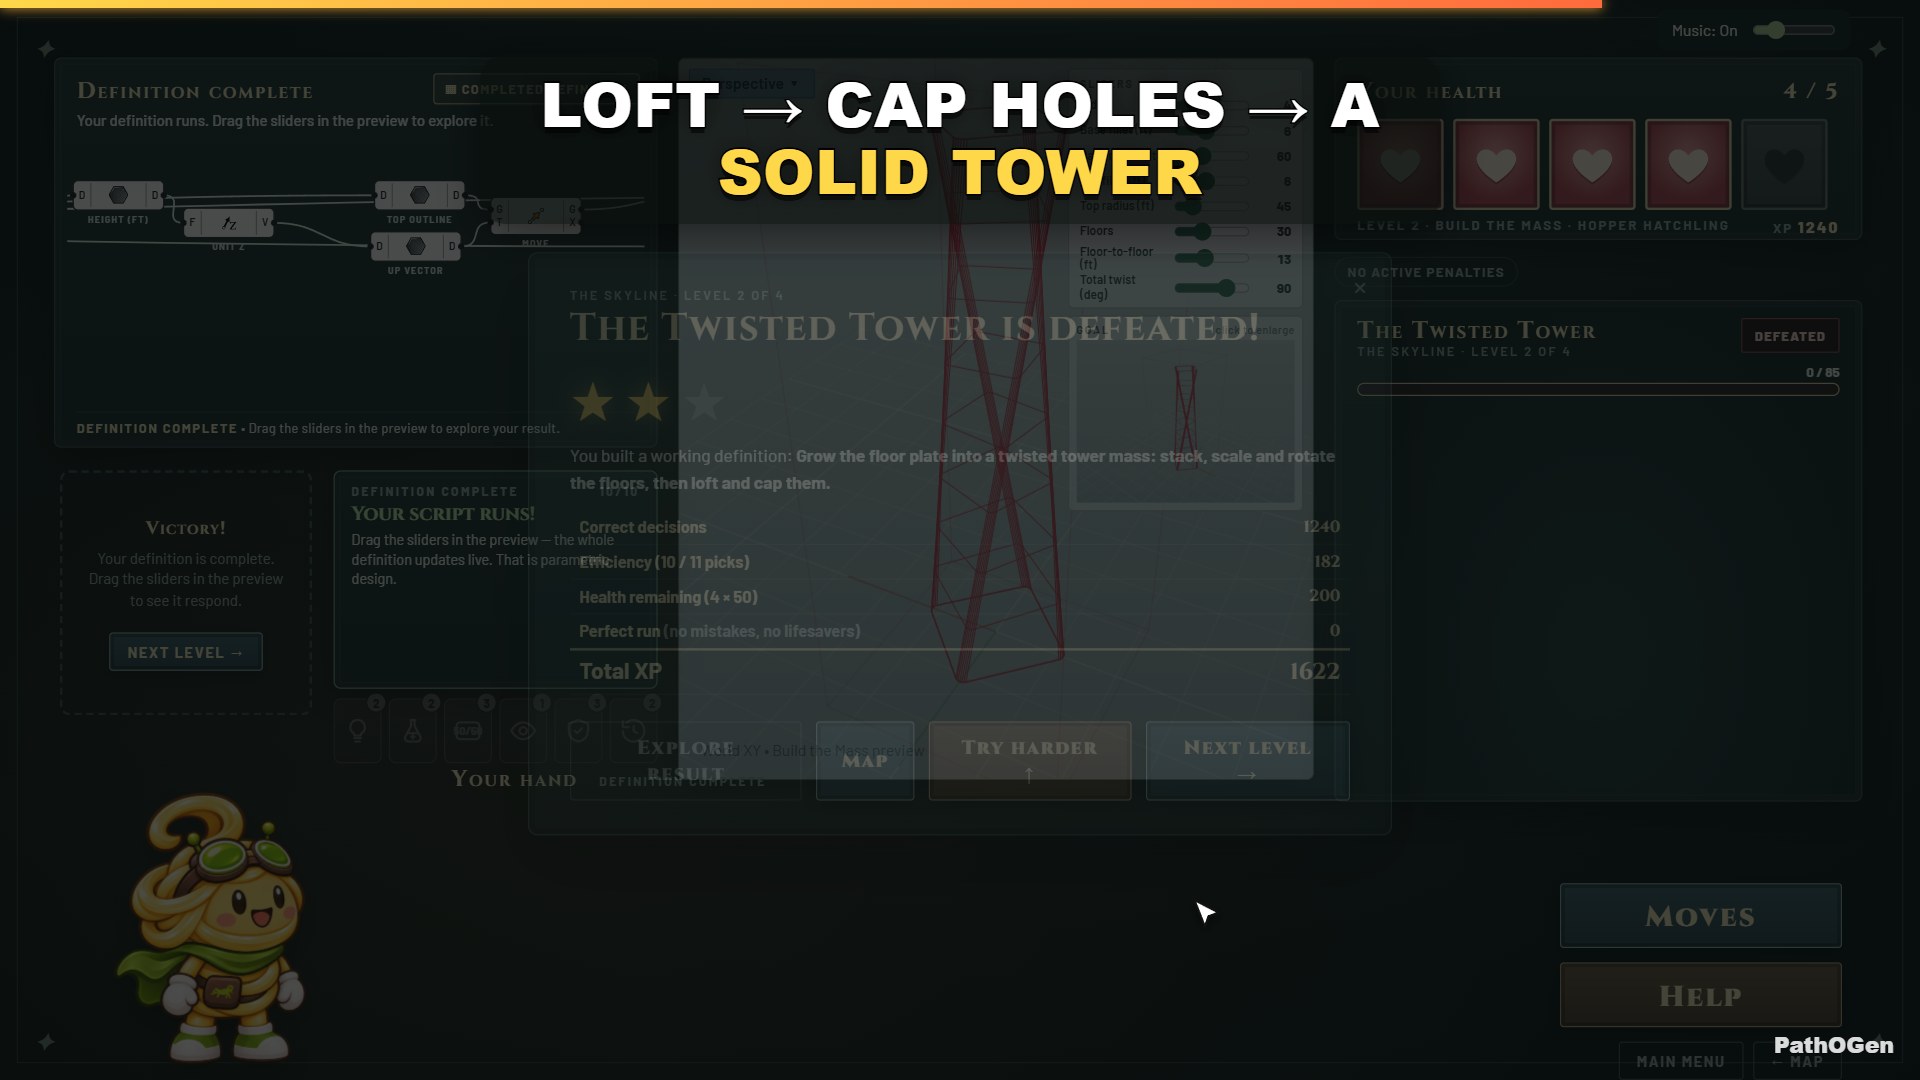 Music: On
LOFT → CAP HOLES → A
SOLID TOWER
DEFINITION COMPLETE
Your definition runs. Drag the sliders in the preview to explore it.
D D
HEIGHT (FT)
F V
UNIT Z
D D
TOP OUTLINE
D D
UP VECTOR
G G
T X
MOVE
DEFINITION COMPLETE • Drag the sliders in the preview to explore your result.
Top radius (ft) 45
Floors 30
Floor-to-floor (ft) 13
Total twist (deg) 90
YOUR HEALTH 4 / 5
LEVEL 2 · BUILD THE MASS · HOPPER HATCHLING XP 1240
NO ACTIVE PENALTIES
THE TWISTED TOWER
THE SKYLINE · LEVEL 2 OF 4
DEFEATED
0 / 85
THE SKYLINE · LEVEL 2 OF 4
THE TWISTED TOWER IS DEFEATED!
You built a working definition: Grow the floor plate into a twisted tower mass: stack, scale and rotate
the floors, then loft and cap them.
Correct decisions 1240
Efficiency (10 / 11 picks) 182
Health remaining (4 × 50) 200
Perfect run (no mistakes, no lifesavers) 0
Total XP 1622
EXPLORE RESULT
MAP
TRY HARDER ↑
NEXT LEVEL →
VICTORY!
Your definition is complete.
Drag the sliders in the preview
to see it respond.
NEXT LEVEL →
DEFINITION COMPLETE 10/10
YOUR SCRIPT RUNS!
Drag the sliders in the preview — the whole
definition updates live. That is parametric
design.
YOUR HAND
DEFINITION COMPLETE
MOVES
HELP
MAIN MENU
← MAP
PathOGen